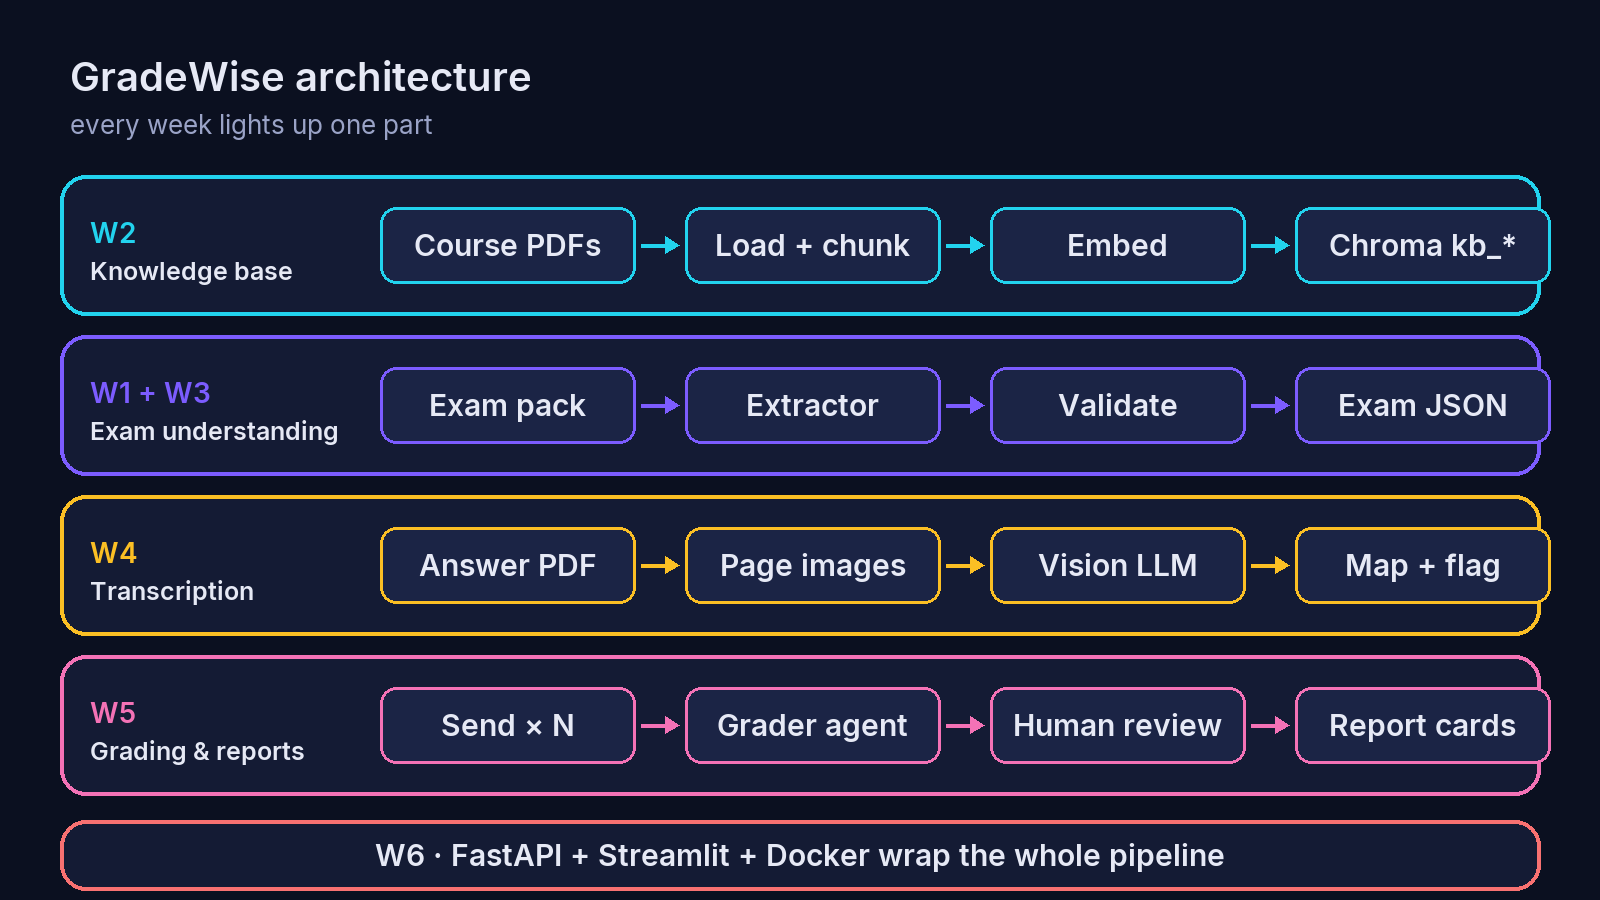 GradeWise architecture
every week lights up one part
W2
Knowledge base
Course PDFs
Load + chunk
Embed
Chroma kb_*
W1 + W3
Exam understanding
Exam pack
Extractor
Validate
Exam JSON
W4
Transcription
Answer PDF
Page images
Vision LLM
Map + flag
W5
Grading & reports
Send × N
Grader agent
Human review
Report cards
W6 · FastAPI + Streamlit + Docker wrap the whole pipeline